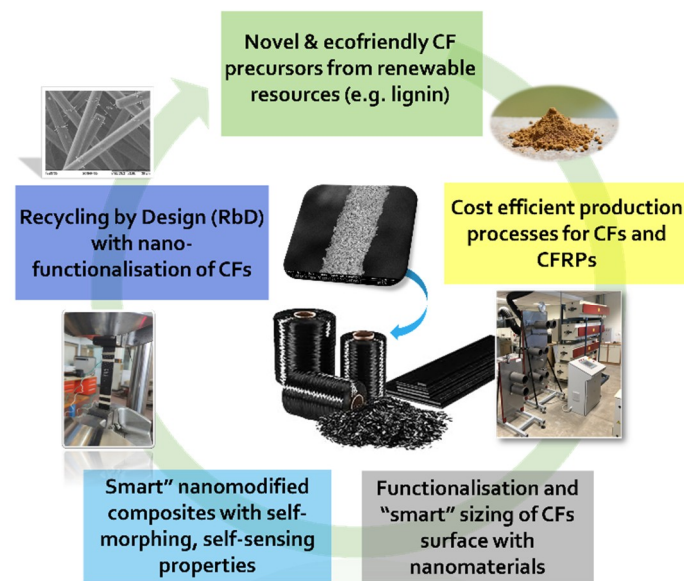 Novel & ecofriendly CF
precursors from renewable
resources (e.g. lignin)
Recycling by Design (RbD)
with nano-
functionalisation of CFs
Cost efficient production
processes for CFs and
CFRPs
Smart” nanomodified
composites with self-
morphing, self-sensing
properties
Functionalisation and
“smart” sizing of CFs
surface with
nanomaterials